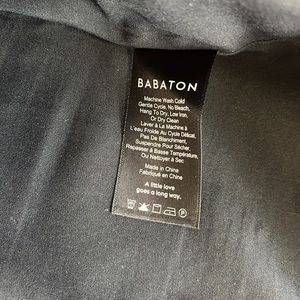 BABATON
Machine Wash Cold
Gentle Cycle, No Bleach,
Hang To Dry, Low Iron,
Or Dry Clean
Laver À La Machine À
L'eau Froide Au Cycle Délicat,
Pas De Blanchiment,
Suspendre Pour Sécher,
Repasser à Basse Température,
Ou Nettoyer à Sec
Made in China
Fabriqué en Chine
A little love
goes a long way.